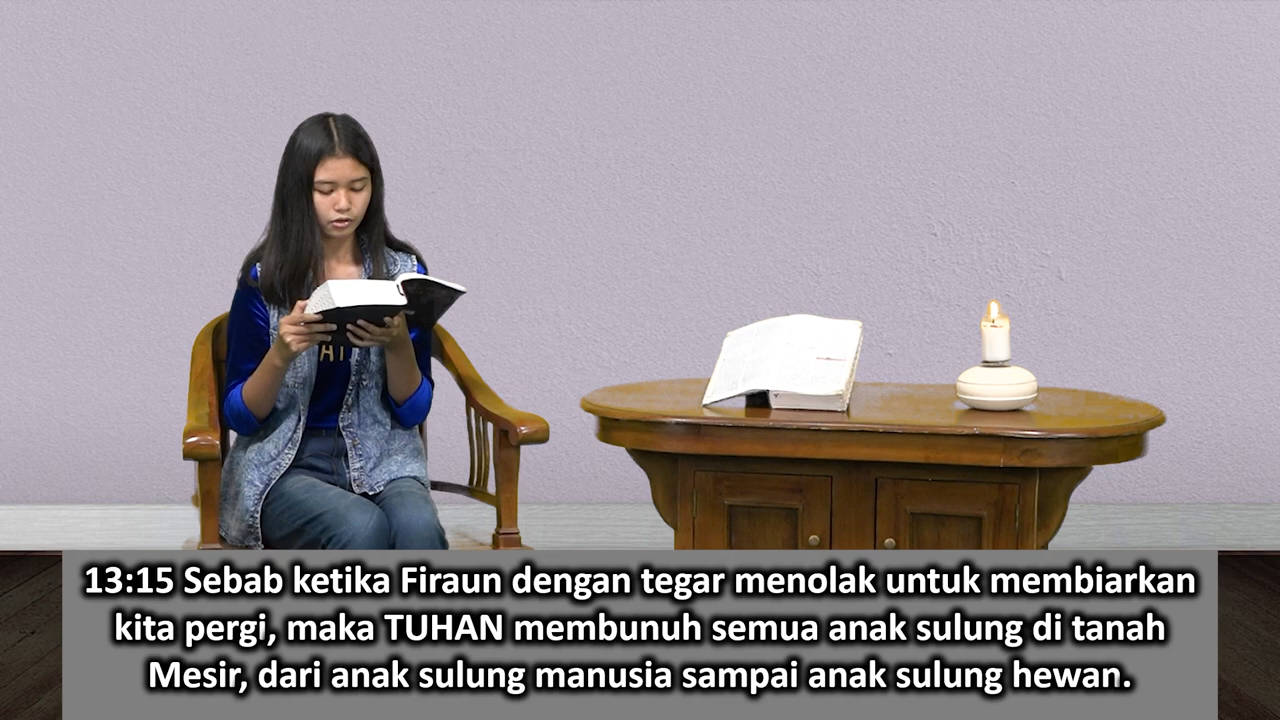 13:15 Sebab ketika Firaun dengan tegar menolak untuk membiarkan
kita pergi, maka TUHAN membunuh semua anak sulung di tanah
Mesir, dari anak sulung manusia sampai anak sulung hewan.